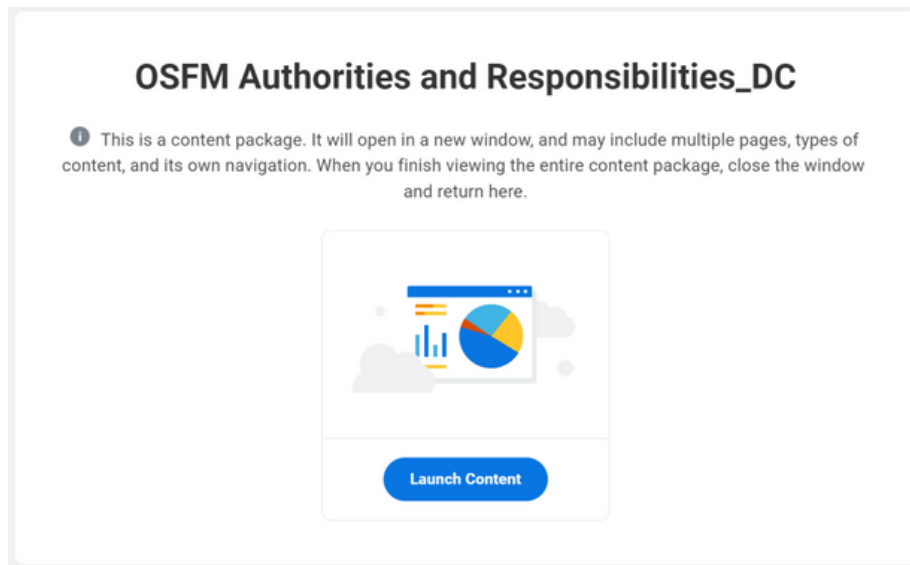 OSFM Authorities and Responsibilities_DC
This is a content package. It will open in a new window, and may include multiple pages, types of
content, and its own navigation. When you finish viewing the entire content package, close the window
and return here.
Launch Content